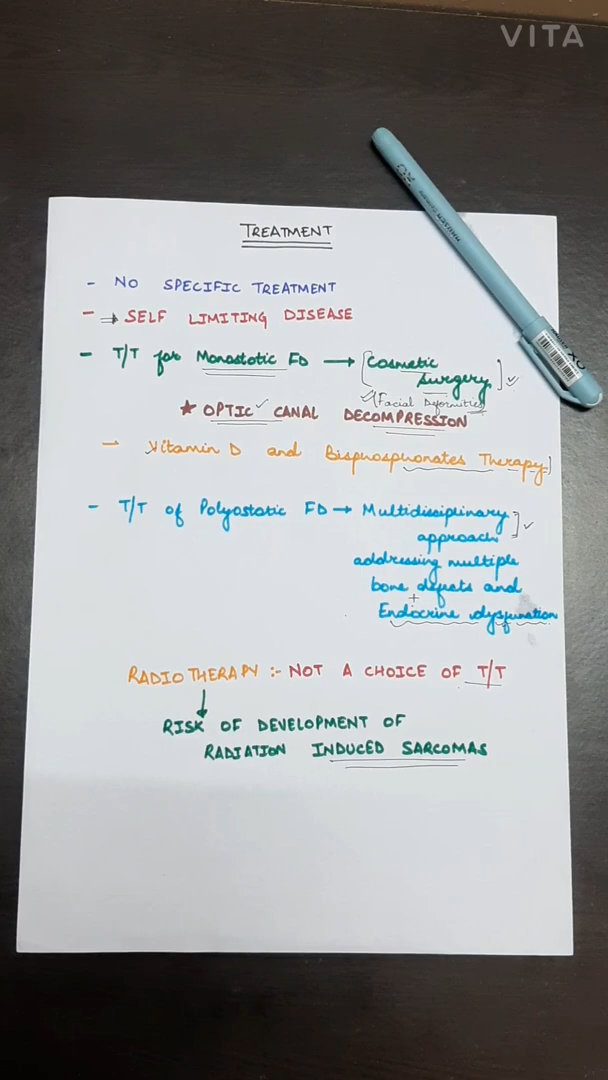 VITA
TREATMENT
- NO SPECIFIC TREATMENT
- → SELF LIMITING DISEASE
- T/T for Monostotic FD → [Cosmetic
Surgery]
(Facial Deformities)
★ OPTIC CANAL DECOMPRESSION
- Vitamin D and Bisphosphonates Therapy
- T/T of Polyostatic FD → Multidisciplinary
approach
addressing multiple
bone defects and
+
Endocrine dysfunction
RADIOTHERAPY :- NOT A CHOICE OF T/T
↓
RISK OF DEVELOPMENT OF
RADIATION INDUCED SARCOMAS